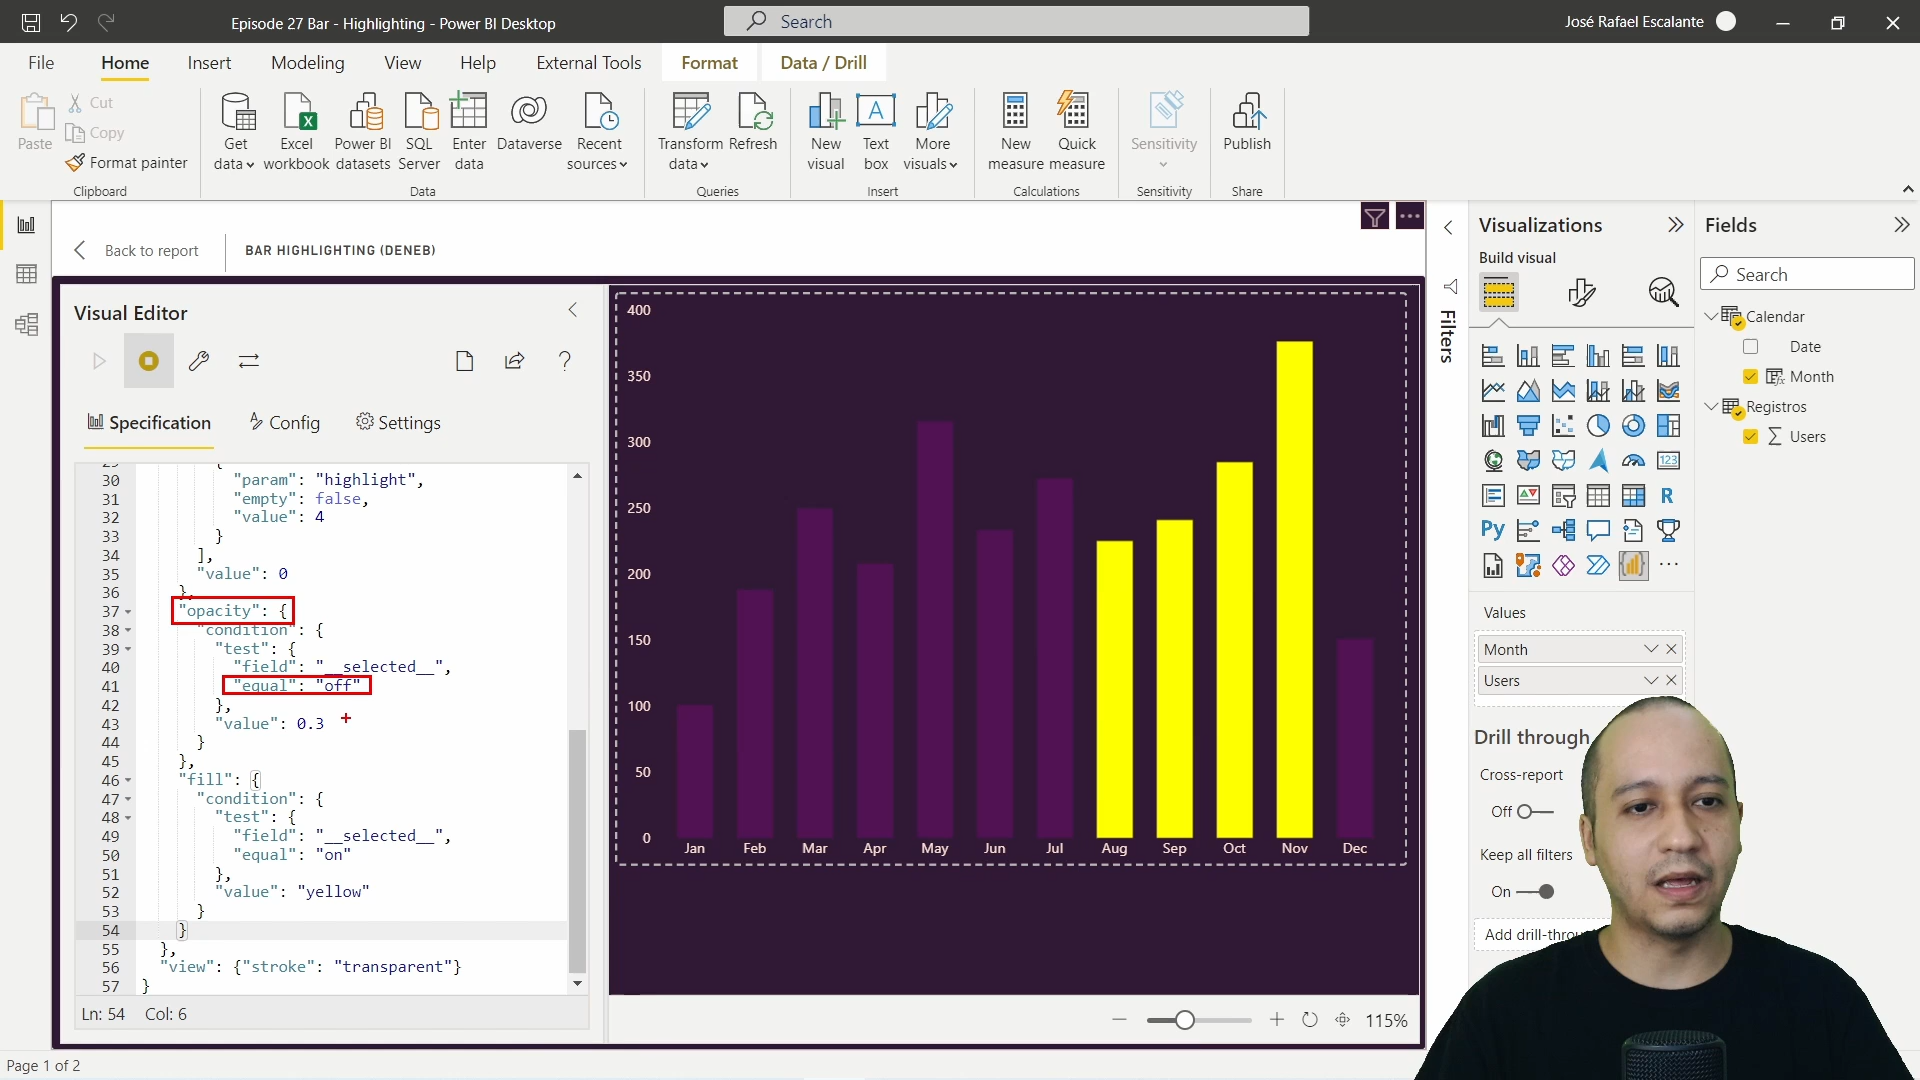 Episode 27 Bar - Highlighting - Power BI Desktop
Search
José Rafael Escalante
File
Home
Insert
Modeling
View
Help
External Tools
Format
Data / Drill
Paste
Cut
Copy
Format painter
Clipboard
Get data
Excel workbook
Power BI datasets
SQL Server
Enter data
Dataverse
Recent sources
Data
Transform data
Refresh
Queries
New visual
Text box
More visuals
Insert
New measure
Quick measure
Calculations
Sensitivity
Sensitivity
Publish
Share
Back to report
BAR HIGHLIGHTING (DENEB)
Visual Editor
Specification
Config
Settings
29 {
30 "param": "highlight",
31 "empty": false,
32 "value": 4
33 }
34 ],
35 "value": 0
36 },
37 "opacity": {
38 "condition": {
39 "test": {
40 "field": "__selected__",
41 "equal": "off"
42 },
43 "value": 0.3
44 }
45 },
46 "fill": {
47 "condition": {
48 "test": {
49 "field": "__selected__",
50 "equal": "on"
51 },
52 "value": "yellow"
53 }
54 }
55 },
56 "view": {"stroke": "transparent"}
57 }
Ln: 54 Col: 6
400
350
300
250
200
150
100
50
0
Jan Feb Mar Apr May Jun Jul Aug Sep Oct Nov Dec
115%
Filters
Visualizations
Build visual
123
R
Py
Values
Month
Users
Drill through
Cross-report
Off
Keep all filters
On
Add drill-throu
Fields
Search
Calendar
Date
Month
Registros
Users
Page 1 of 2